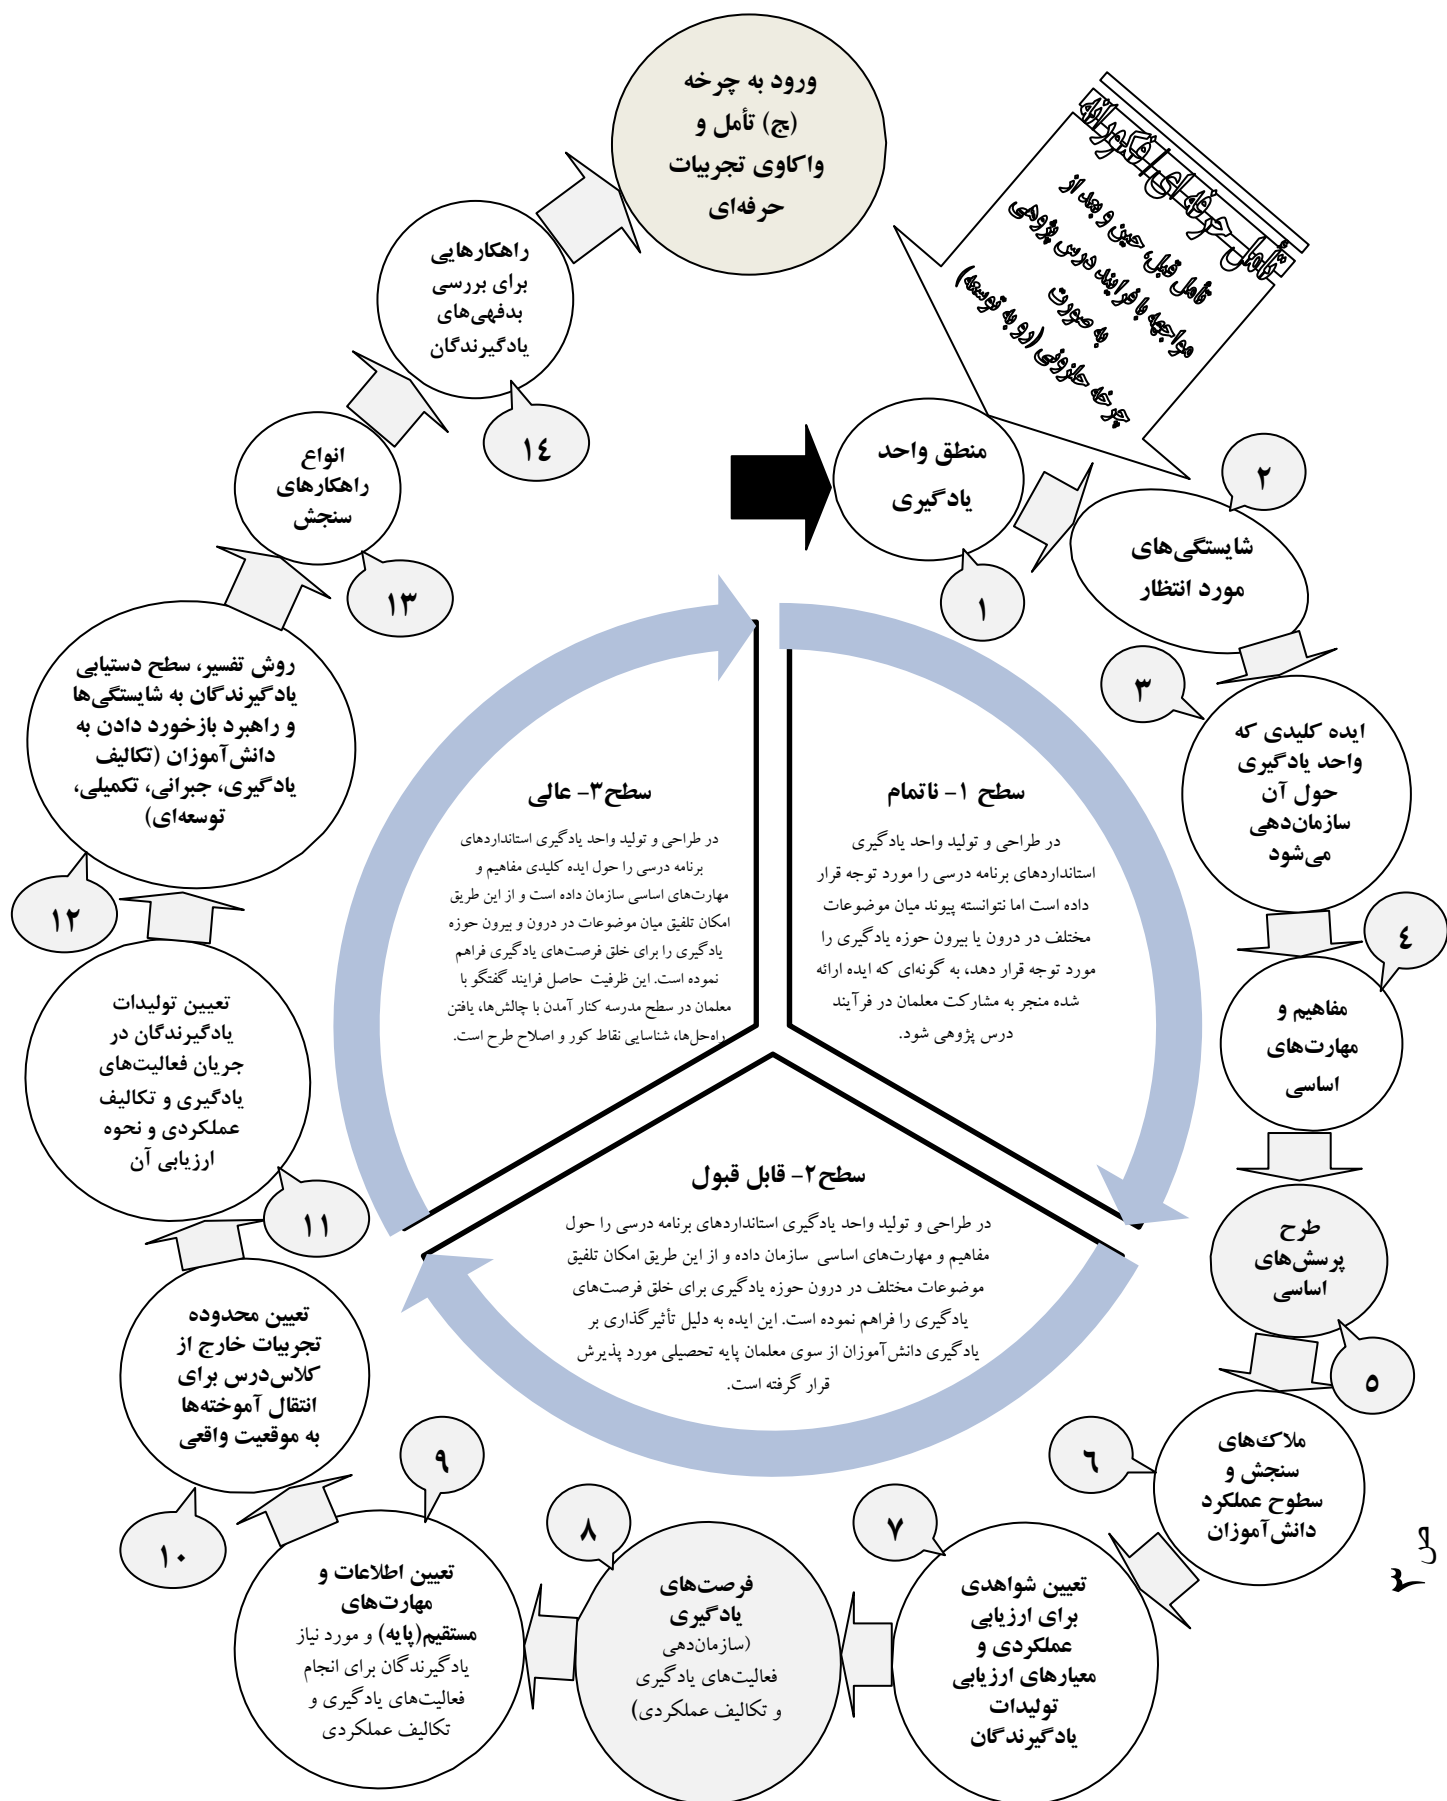 ورود به چرخه
(ج) تأمل و
واکاوی تجربیات
حرفه‌ای
تأمل حرفه‌ای/فکورانه
تأمل قبل، حین و بعد از
مواجهه با فرایند درس پژوهی
به صورت
چرخه حلزونی (رو به توسعه)
منطق واحد
یادگیری
۱
شایستگی‌های
مورد انتظار
۲
ایده کلیدی که
واحد یادگیری
حول آن
سازمان‌دهی
می‌شود
۳
مفاهیم و
مهارت‌های
اساسی
٤
طرح
پرسش‌های
اساسی
٥
ملاک‌های
سنجش و
سطوح عملکرد
دانش‌آموزان
٦
تعیین شواهدی
برای ارزیابی
عملکردی و
معیارهای ارزیابی
تولیدات
یادگیرندگان
۷
فرصت‌های
یادگیری
(سازمان‌دهی
فعالیت‌های یادگیری
و تکالیف عملکردی)
۸
تعیین اطلاعات و
مهارت‌های
مستقیم(پایه) و مورد نیاز
یادگیرندگان برای انجام
فعالیت‌های یادگیری و
تکالیف عملکردی
۹
تعیین محدوده
تجربیات خارج از
کلاس‌درس برای
انتقال آموخته‌ها
به موقعیت واقعی
۱۰
تعیین تولیدات
یادگیرندگان در
جریان فعالیت‌های
یادگیری و تکالیف
عملکردی و نحوه
ارزیابی آن
۱۱
روش تفسیر، سطح دستیابی
یادگیرندگان به شایستگی‌ها
و راهبرد بازخورد دادن به
دانش‌آموزان (تکالیف
یادگیری، جبرانی، تکمیلی،
توسعه‌ای)
۱۲
انواع
راهکارهای
سنجش
۱۳
راهکارهایی
برای بررسی
بدفهمی‌های
یادگیرندگان
۱٤
سطح ۱- ناتمام
در طراحی و تولید واحد یادگیری
استانداردهای برنامه درسی را مورد توجه قرار
داده است اما نتوانسته پیوند میان موضوعات
مختلف در درون یا بیرون حوزه یادگیری را
مورد توجه قرار دهد، به گونه‌ای که ایده ارائه
شده منجر به مشارکت معلمان در فرآیند
درس پژوهی شود.
سطح۲- قابل قبول
در طراحی و تولید واحد یادگیری استانداردهای برنامه درسی را حول
مفاهیم و مهارت‌های اساسی سازمان داده و از این طریق امکان تلفیق
موضوعات مختلف در درون حوزه یادگیری برای خلق فرصت‌های
یادگیری را فراهم نموده است. این ایده به دلیل تأثیرگذاری بر
یادگیری دانش‌آموزان از سوی معلمان پایه تحصیلی مورد پذیرش
قرار گرفته است.
سطح۳- عالی
در طراحی و تولید واحد یادگیری استانداردهای
برنامه درسی را حول ایده کلیدی مفاهیم و
مهارت‌های اساسی سازمان داده است و از این طریق
امکان تلفیق میان موضوعات در درون و بیرون حوزه
یادگیری را برای خلق فرصت‌های یادگیری فراهم
نموده است. این ظرفیت حاصل فرایند گفتگو با
معلمان در سطح مدرسه کنار آمدن با چالش‌ها، یافتن
راه‌حل‌ها، شناسایی نقاط کور و اصلاح طرح است.
ص ۳